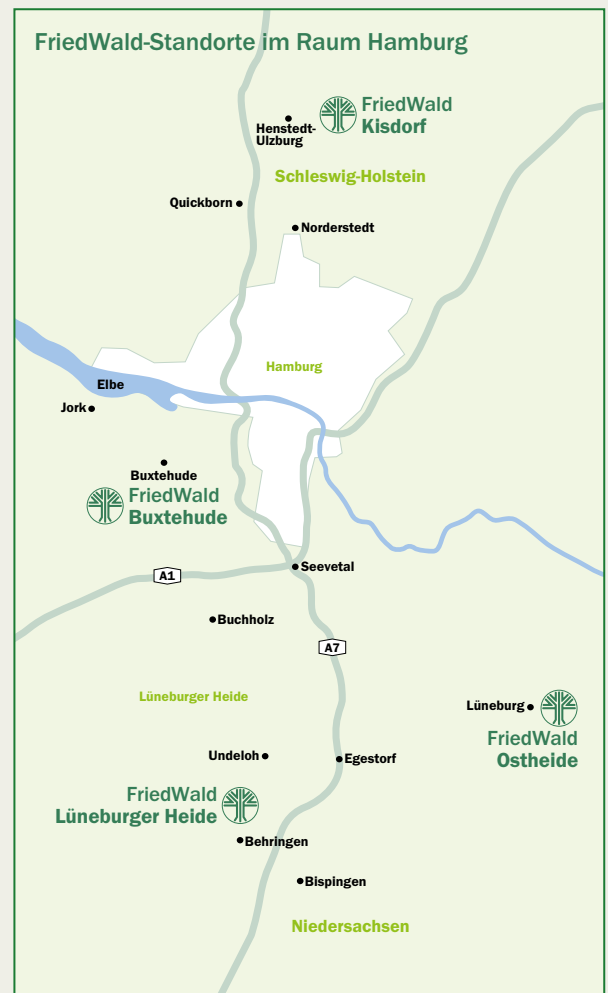 FriedWald-Standorte im Raum Hamburg
FriedWald
Kisdorf
Henstedt-
Ulzburg
Schleswig-Holstein
Quickborn
Norderstedt
Hamburg
Elbe
Jork
Buxtehude
FriedWald
Buxtehude
Seevetal
A1
Buchholz
A7
Lüneburger Heide
Lüneburg
FriedWald
Ostheide
Undeloh
Egestorf
FriedWald
Lüneburger Heide
Behringen
Bispingen
Niedersachsen